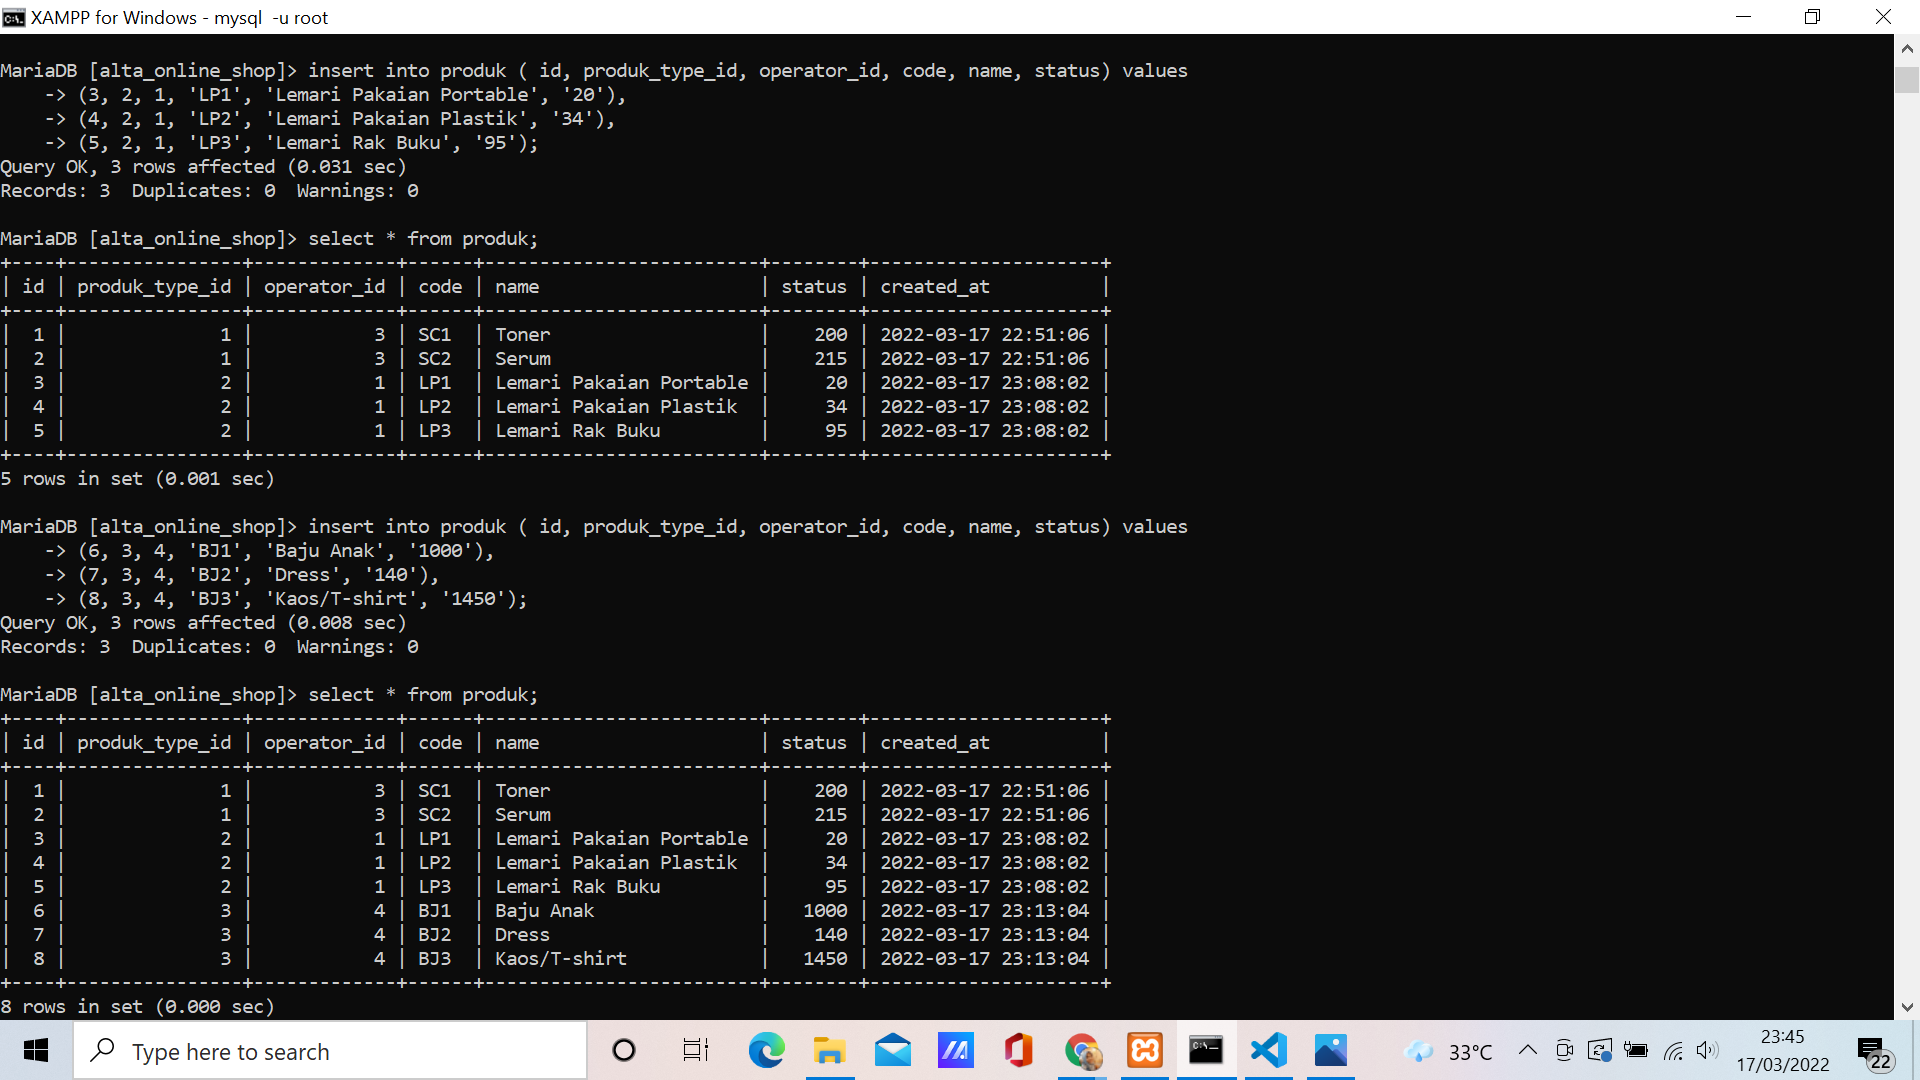 XAMPP for Windows - mysql  -u root
MariaDB [alta_online_shop]> insert into produk ( id, produk_type_id, operator_id, code, name, status) values
    -> (3, 2, 1, 'LP1', 'Lemari Pakaian Portable', '20'),
    -> (4, 2, 1, 'LP2', 'Lemari Pakaian Plastik', '34'),
    -> (5, 2, 1, 'LP3', 'Lemari Rak Buku', '95');
Query OK, 3 rows affected (0.031 sec)
Records: 3  Duplicates: 0  Warnings: 0
MariaDB [alta_online_shop]> select * from produk;
+----+----------------+-------------+------+-------------------------+--------+---------------------+
| id | produk_type_id | operator_id | code | name                    | status | created_at          |
+----+----------------+-------------+------+-------------------------+--------+---------------------+
|  1 |              1 |           3 | SC1  | Toner                   |    200 | 2022-03-17 22:51:06 |
|  2 |              1 |           3 | SC2  | Serum                   |    215 | 2022-03-17 22:51:06 |
|  3 |              2 |           1 | LP1  | Lemari Pakaian Portable |     20 | 2022-03-17 23:08:02 |
|  4 |              2 |           1 | LP2  | Lemari Pakaian Plastik  |     34 | 2022-03-17 23:08:02 |
|  5 |              2 |           1 | LP3  | Lemari Rak Buku         |     95 | 2022-03-17 23:08:02 |
+----+----------------+-------------+------+-------------------------+--------+---------------------+
5 rows in set (0.001 sec)
MariaDB [alta_online_shop]> insert into produk ( id, produk_type_id, operator_id, code, name, status) values
    -> (6, 3, 4, 'BJ1', 'Baju Anak', '1000'),
    -> (7, 3, 4, 'BJ2', 'Dress', '140'),
    -> (8, 3, 4, 'BJ3', 'Kaos/T-shirt', '1450');
Query OK, 3 rows affected (0.008 sec)
Records: 3  Duplicates: 0  Warnings: 0
MariaDB [alta_online_shop]> select * from produk;
+----+----------------+-------------+------+-------------------------+--------+---------------------+
| id | produk_type_id | operator_id | code | name                    | status | created_at          |
+----+----------------+-------------+------+-------------------------+--------+---------------------+
|  1 |              1 |           3 | SC1  | Toner                   |    200 | 2022-03-17 22:51:06 |
|  2 |              1 |           3 | SC2  | Serum                   |    215 | 2022-03-17 22:51:06 |
|  3 |              2 |           1 | LP1  | Lemari Pakaian Portable |     20 | 2022-03-17 23:08:02 |
|  4 |              2 |           1 | LP2  | Lemari Pakaian Plastik  |     34 | 2022-03-17 23:08:02 |
|  5 |              2 |           1 | LP3  | Lemari Rak Buku         |     95 | 2022-03-17 23:08:02 |
|  6 |              3 |           4 | BJ1  | Baju Anak               |   1000 | 2022-03-17 23:13:04 |
|  7 |              3 |           4 | BJ2  | Dress                   |    140 | 2022-03-17 23:13:04 |
|  8 |              3 |           4 | BJ3  | Kaos/T-shirt            |   1450 | 2022-03-17 23:13:04 |
+----+----------------+-------------+------+-------------------------+--------+---------------------+
8 rows in set (0.000 sec)
Type here to search
33°C
23:45
17/03/2022
22